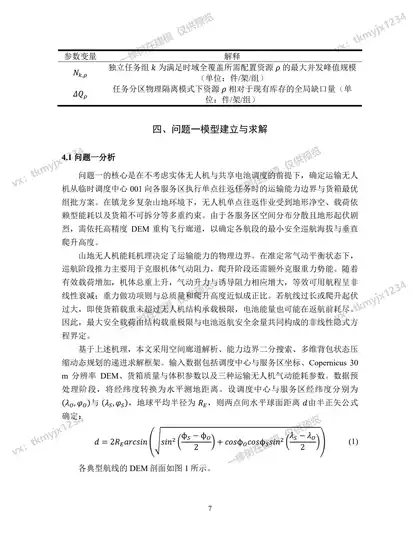 参数变量 解释
N_{k,ρ} 独立任务组 k 为满足时域全覆盖所需配置资源 ρ 的最大并发峰值规模
（单位：件/架/组）
ΔQ_ρ 任务分区物理隔离模式下资源 ρ 相对于现有库存的全局缺口量（单
位：件/架/组）
四、问题一模型建立与求解
4.1 问题一分析
问题一的核心是在不考虑实体无人机与共享电池调度的前提下，确定运输无人
机从临时调度中心 001 向各服务区执行单点往返任务时的运输能力边界与货箱最优
组批方案。在镇龙乡复杂山地环境下，无人机单点往返作业受到地形净空、载荷依
赖型能耗以及货箱不可拆分等多重约束。由于各服务区空间分布分散且地形起伏剧
烈，需依托高精度 DEM 重构飞行廊道，以确定各航段的最小安全巡航海拔与垂直
爬升高度。
山地无人机能耗机理决定了运输能力的物理边界。在准定常气动平衡状态下，
巡航阶段推力主要用于克服机体气动阻力，爬升阶段还需额外克服重力势能。随着
有效载荷增加，机体总重上升，气动升力与诱导阻力相应增大，等效可用航程呈非
线性衰减；重力做功项则与总质量和爬升高度近似成正比。若航线过长或爬升起伏
过大，即使货箱载重未超过无人机结构承载极限，电池能量也可能在返航前耗尽。
因此，最大安全载荷由结构载重极限与电池返航安全余量共同构成的非线性隐式方
程界定。
基于上述机理，本文采用空间廊道解析、能力边界二分搜索、多维背包状态压
缩动态规划的递进求解框架。输入数据包括调度中心与服务区坐标、Copernicus 30
m 分辨率 DEM、货箱质量与体积参数以及三种运输无人机气动能耗参数。数据预
处理阶段，将经纬度转换为水平测地距离。设调度中心与服务区经纬度分别为
(λ_O, φ_O) 与 (λ_S, φ_S)，地球平均半径为 R_E，则两点间水平球面距离 d 由半正矢公式
确定：
d = 2R_E arcsin(√(sin²((φ_S − φ_O)/2) + cosφ_O cosφ_S sin²((λ_S − λ_O)/2))) (1)
各典型航线的 DEM 剖面如图 1 所示。
7
vx: tkmyjx1234